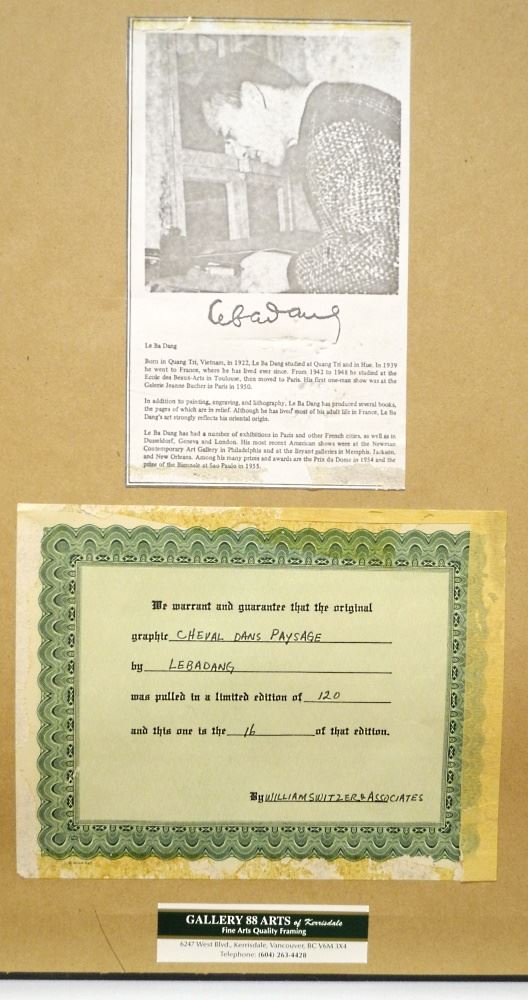 Lebadang
Le Ba Dang
Born in Quang Tri, Vietnam, in 1922, Le Ba Dang studied at Quang Tri and in Hue. In 1939
he went to France, where he has lived ever since. From 1942 to 1948 he studied at the
Ecole des Beaux-Arts in Toulouse, then moved to Paris. His first one-man show was at the
Galerie Jeanne Bucher in Paris in 1950.
In addition to painting, engraving, and lithography, Le Ba Dang has produced several books,
the pages of which are in relief. Although he has lived most of his adult life in France, Le Ba
Dang's art strongly reflects his oriental origin.
Le Ba Dang has had a number of exhibitions in Paris and other French cities, as well as in
Dusseldorf, Geneva and London. His most recent American shows were at the Newman
Contemporary Art Gallery in Philadelphia and at the Bryant galleries in Memphis, Jackson,
and New Orleans. Among his many prizes and awards are the Prix du Dome in 1954 and the
prize of the Biennale at Sao Paulo in 1955.
We warrant and guarantee that the original
graphic CHEVAL DANS PAYSAGE
by LEBADANG
was pulled in a limited edition of 120
and this one is the 16 of that edition.
By WILLIAM SWITZER & ASSOCIATES
GALLERY 88 ARTS of Kerrisdale
Fine Arts Quality Framing
6247 West Blvd., Kerrisdale, Vancouver, BC V6M 3X4
Telephone: (604) 263-4428